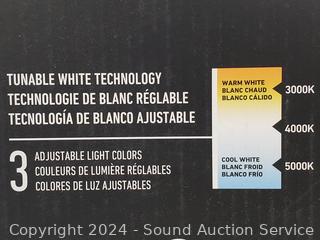 TUNABLE WHITE TECHNOLOGY
TECHNOLOGIE DE BLANC RÉGLABLE
TECNOLOGÍA DE BLANCO AJUSTABLE
3 ADJUSTABLE LIGHT COLORS
COULEURS DE LUMIÈRE RÉGLABLES
COLORES DE LUZ AJUSTABLES
WARM WHITE
BLANC CHAUD
BLANCO CÁLIDO
3000K
4000K
COOL WHITE
BLANC FROID
BLANCO FRÍO
5000K
Copyright 2024 - Sound Auction Service